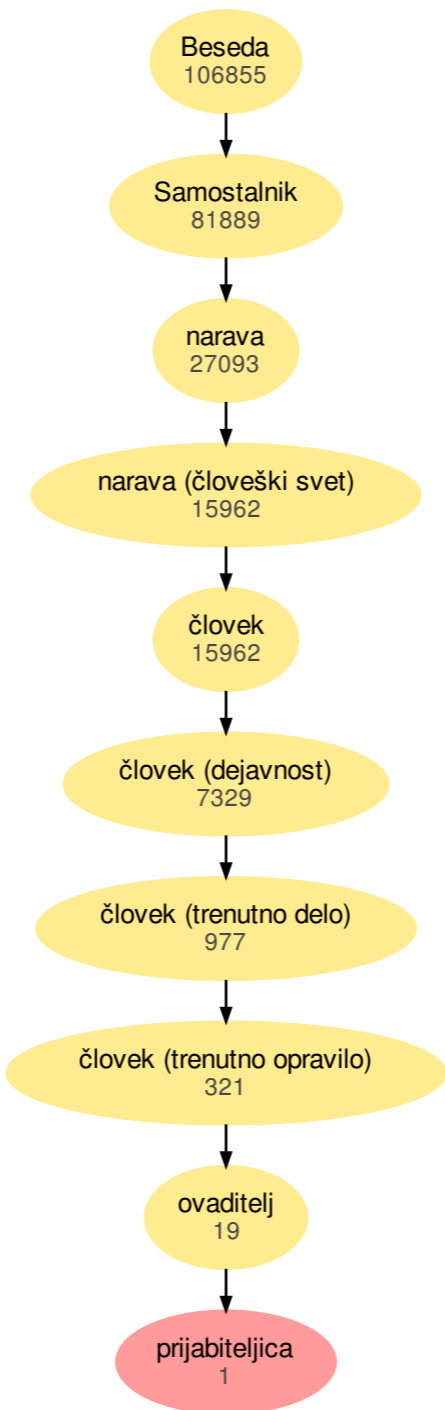 Beseda
106855
Samostalnik
81889
narava
27093
narava (človeški svet)
15962
človek
15962
človek (dejavnost)
7329
človek (trenutno delo)
977
človek (trenutno opravilo)
321
ovaditelj
19
prijabiteljica
1